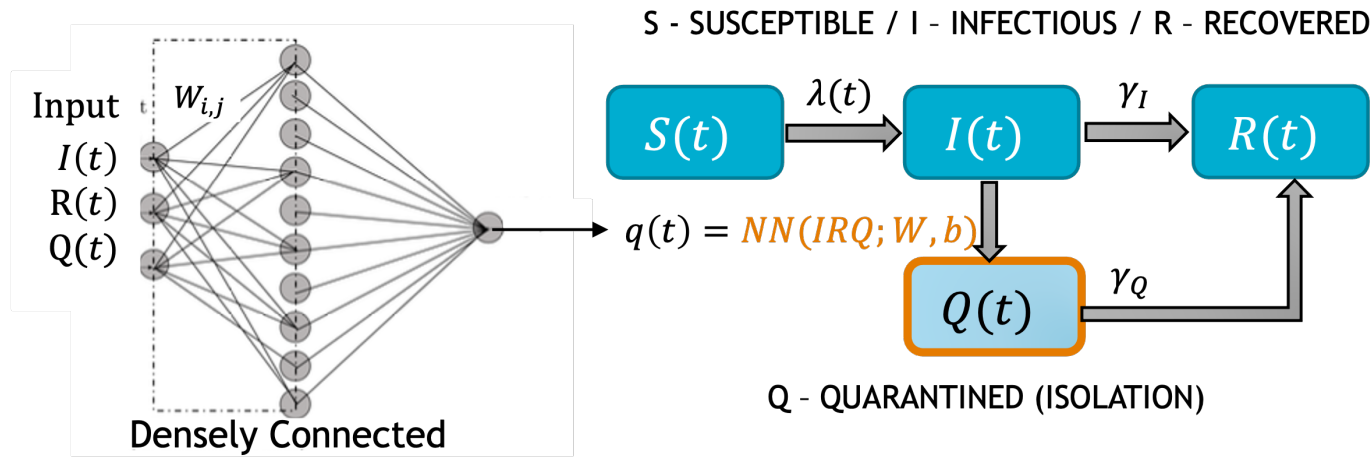 S - SUSCEPTIBLE / I - INFECTIOUS / R - RECOVERED
Input
t
W_{i,j}
I(t)
R(t)
Q(t)
Densely Connected
S(t)
λ(t)
I(t)
γ_I
R(t)
q(t) = NN(IRQ; W, b)
Q(t)
γ_Q
Q - QUARANTINED (ISOLATION)